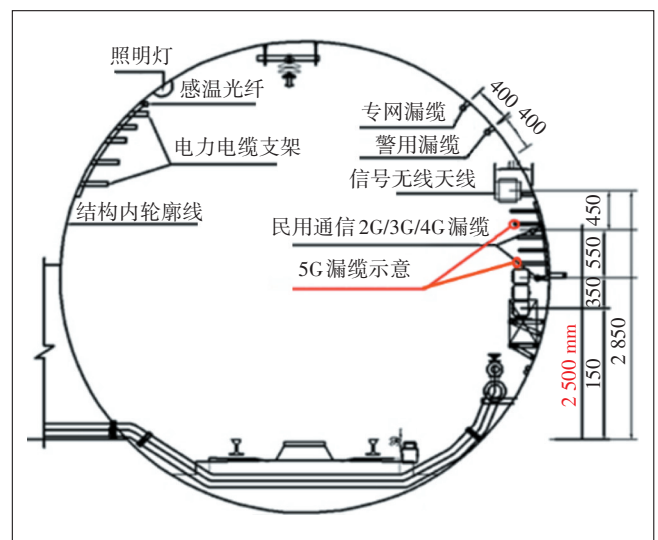 照明灯
感温光纤
电力电缆支架
结构内轮廓线
专网漏缆
警用漏缆
信号无线天线
民用通信2G/3G/4G漏缆
5G漏缆示意
400 400
450
550
350
150
2 500 mm
2 850